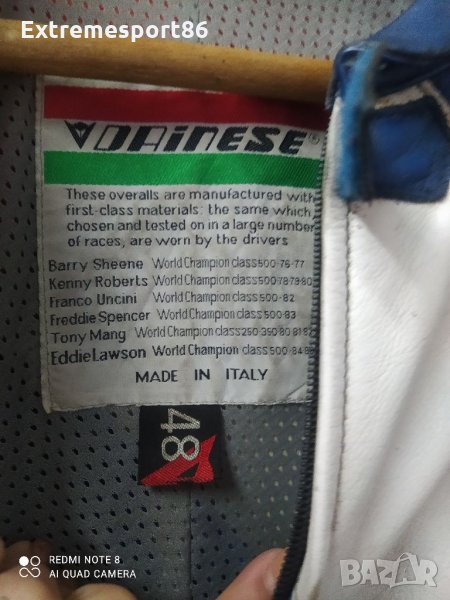 Extremesport86
DAINESE®
These overalls are manufactured with
first-class materials: the same which,
chosen and tested on in a large number
of races, are worn by the drivers
Barry Sheene World Champion class 500-76-77
Kenny Roberts World Champion class 500 78-79-80
Franco Uncini World Champion class 500-82
Freddie Spencer World Champion class 500-83
Tony Mang World Champion class 250-350 80 81 82
Eddie Lawson World Champion class 500-84
MADE IN ITALY
48
REDMI NOTE 8
AI QUAD CAMERA
BAZAR